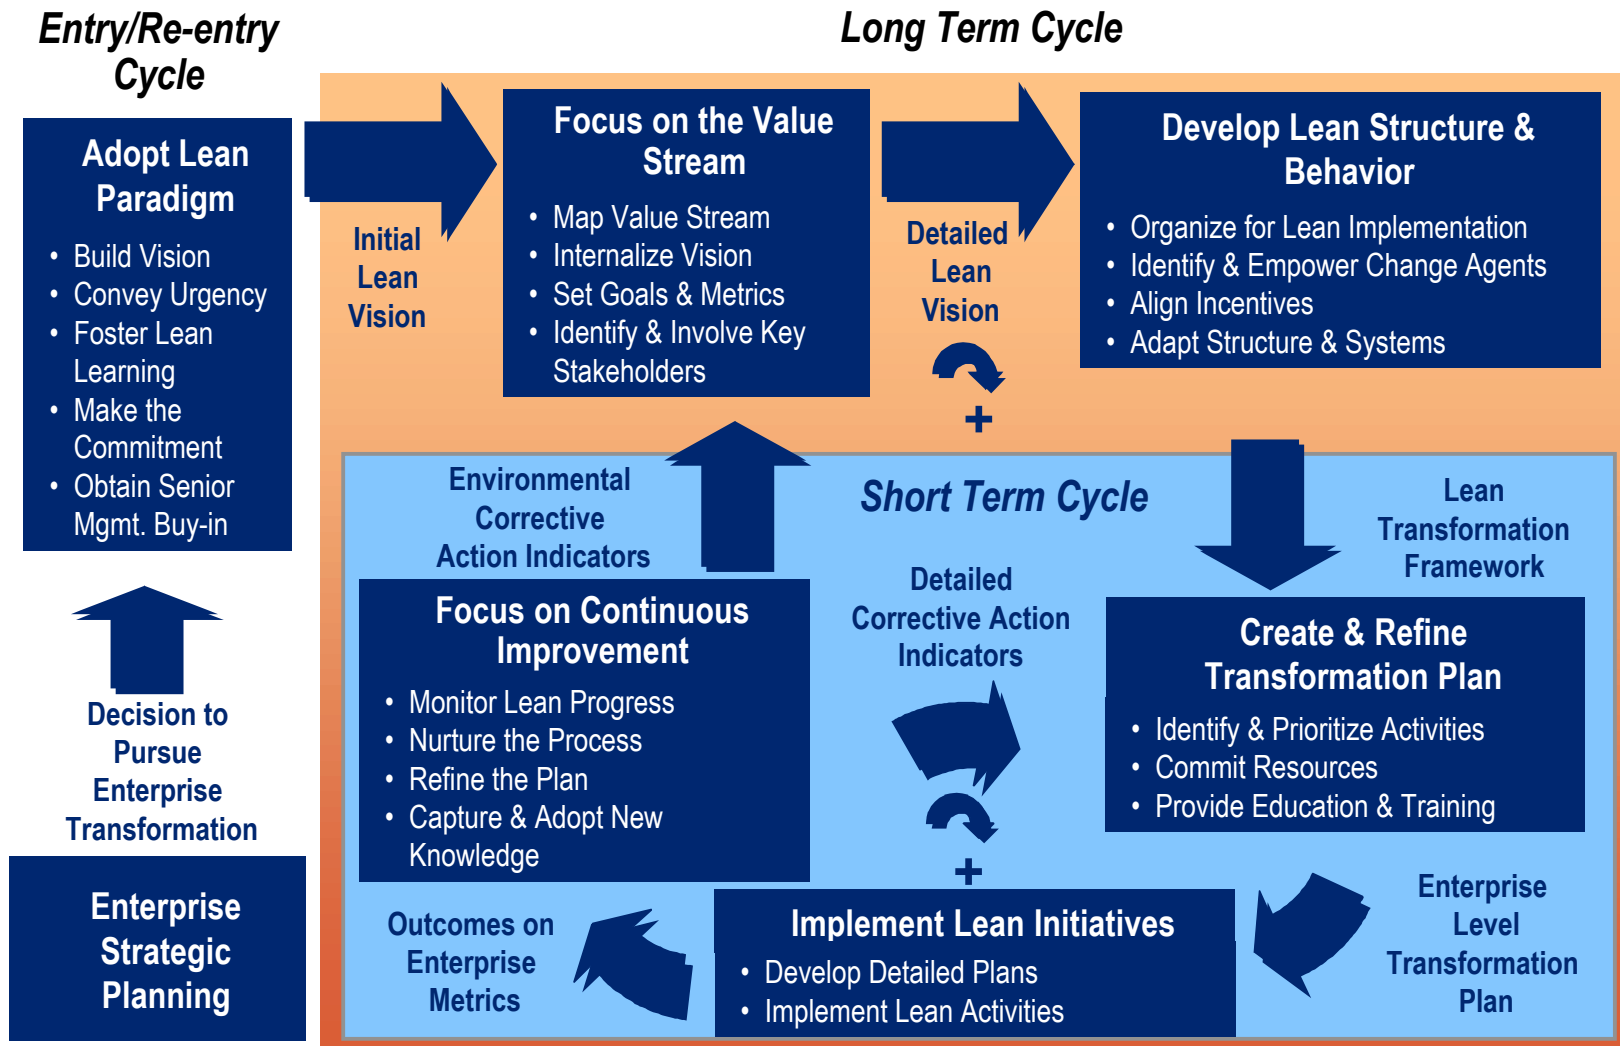 Entry/Re-entry
Cycle
Long Term Cycle
Adopt Lean
Paradigm
• Build Vision
• Convey Urgency
• Foster Lean
Learning
• Make the
Commitment
• Obtain Senior
Mgmt. Buy-in
Decision to
Pursue
Enterprise
Transformation
Enterprise
Strategic
Planning
Initial
Lean
Vision
Focus on the Value
Stream
• Map Value Stream
• Internalize Vision
• Set Goals & Metrics
• Identify & Involve Key
Stakeholders
Detailed
Lean
Vision
+
Develop Lean Structure &
Behavior
• Organize for Lean Implementation
• Identify & Empower Change Agents
• Align Incentives
• Adapt Structure & Systems
Lean
Transformation
Framework
Short Term Cycle
Environmental
Corrective
Action Indicators
Focus on Continuous
Improvement
• Monitor Lean Progress
• Nurture the Process
• Refine the Plan
• Capture & Adopt New
Knowledge
Detailed
Corrective Action
Indicators
+
Create & Refine
Transformation Plan
• Identify & Prioritize Activities
• Commit Resources
• Provide Education & Training
Enterprise
Level
Transformation
Plan
Implement Lean Initiatives
• Develop Detailed Plans
• Implement Lean Activities
Outcomes on
Enterprise
Metrics